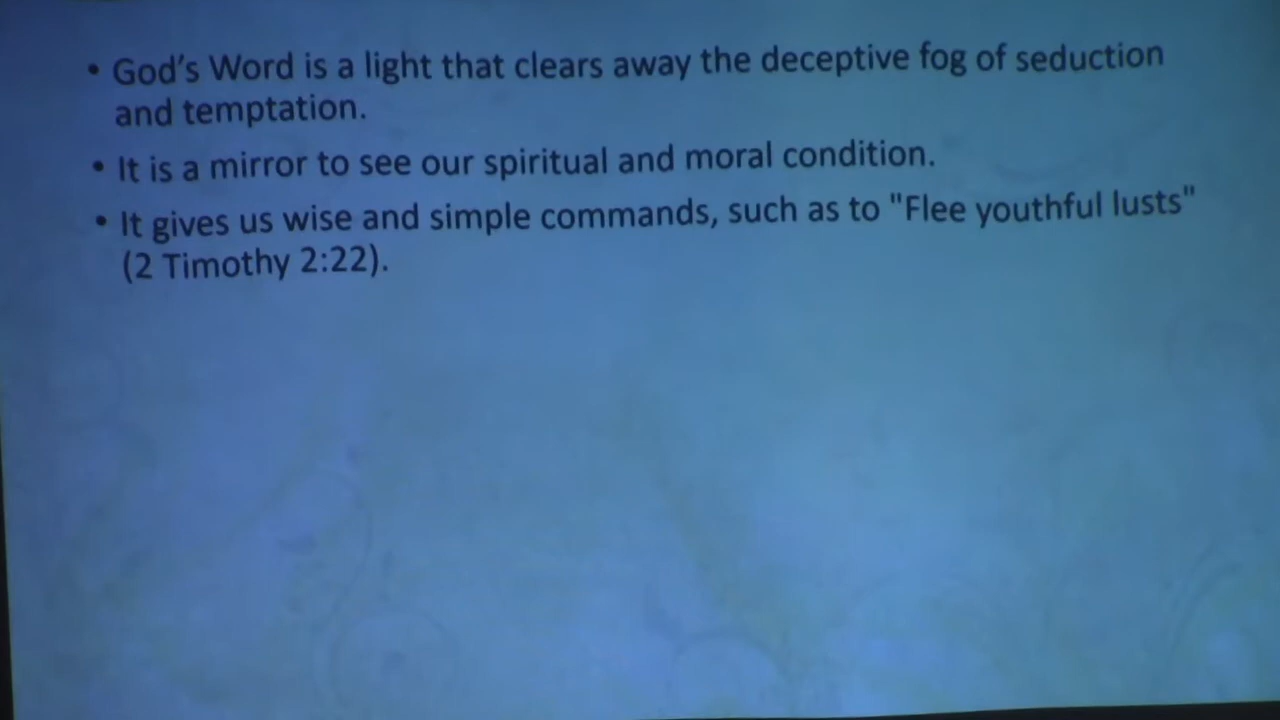 • God's Word is a light that clears away the deceptive fog of seduction
and temptation.
• It is a mirror to see our spiritual and moral condition.
• It gives us wise and simple commands, such as to "Flee youthful lusts"
(2 Timothy 2:22).